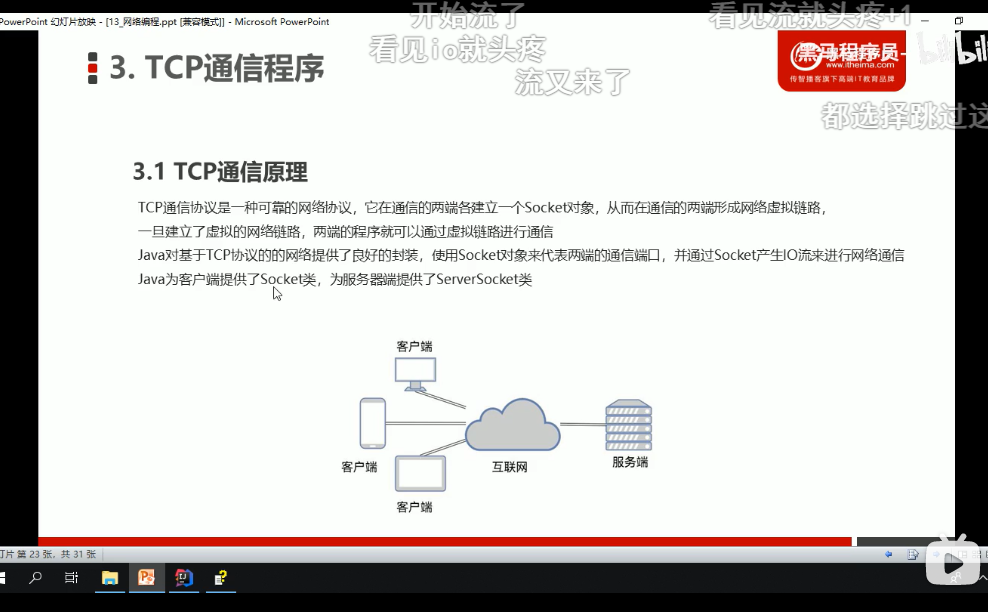 PowerPoint 幻灯片放映 - [13_网络编程.ppt [兼容模式]] - Microsoft PowerPoint
开始流了
看见流就头疼+1
看见io就头疼
流又来了
都选择跳过这
3. TCP通信程序
黑马程序员
www.itheima.com
传智播客旗下高端IT教育品牌
3.1 TCP通信原理
TCP通信协议是一种可靠的网络协议，它在通信的两端各建立一个Socket对象，从而在通信的两端形成网络虚拟链路，
一旦建立了虚拟的网络链路，两端的程序就可以通过虚拟链路进行通信
Java对基于TCP协议的的网络提供了良好的封装，使用Socket对象来代表两端的通信端口，并通过Socket产生IO流来进行网络通信
Java为客户端提供了Socket类，为服务器端提供了ServerSocket类
客户端
客户端
互联网
服务端
客户端
灯片 第 23 张，共 31 张